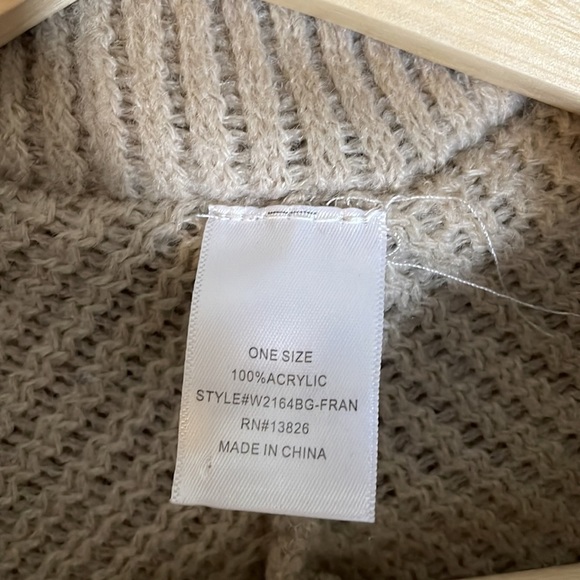 ONE SIZE
100%ACRYLIC
STYLE#W2164BG-FRAN
RN#13826
MADE IN CHINA